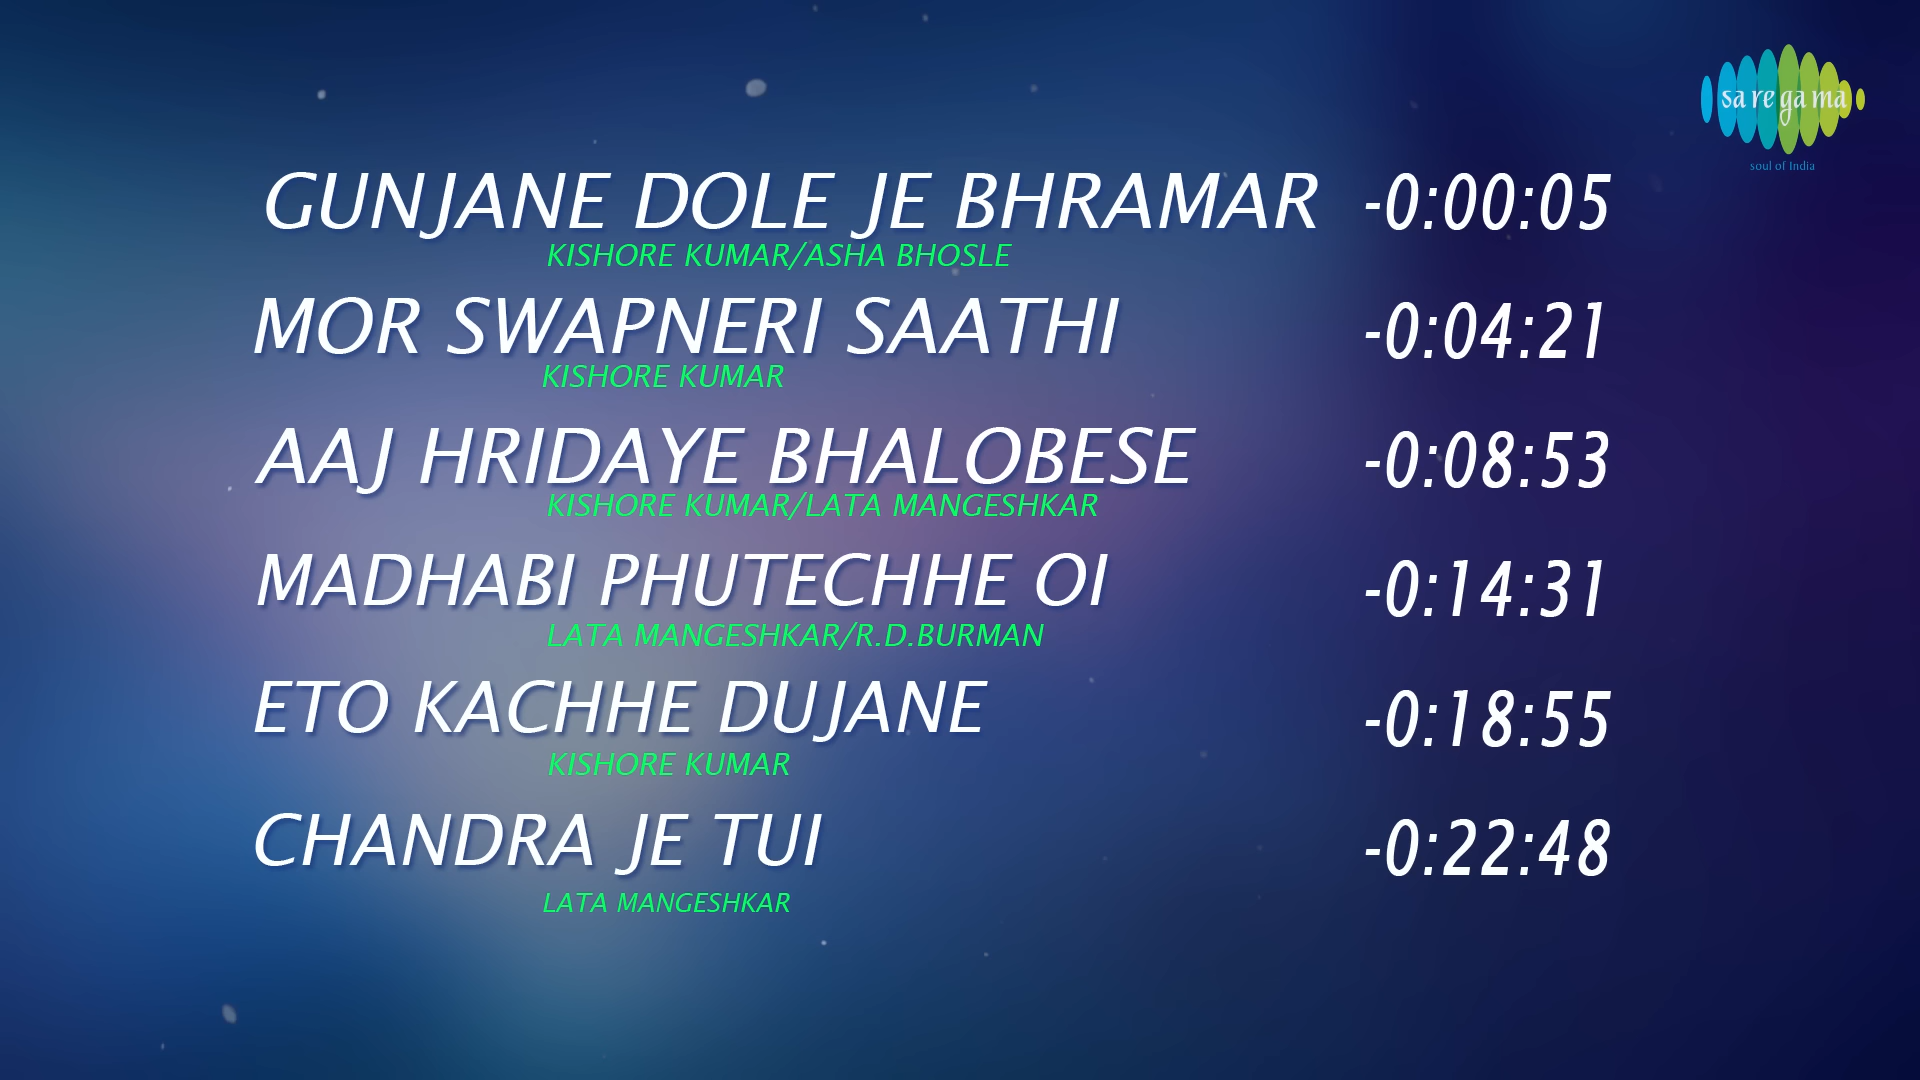 sa re ga ma
soul of India
GUNJANE DOLE JE BHRAMAR -0:00:05
KISHORE KUMAR/ASHA BHOSLE
MOR SWAPNERI SAATHI -0:04:21
KISHORE KUMAR
AAJ HRIDAYE BHALOBESE -0:08:53
KISHORE KUMAR/LATA MANGESHKAR
MADHABI PHUTECHHE OI -0:14:31
LATA MANGESHKAR/R.D.BURMAN
ETO KACHHE DUJANE -0:18:55
KISHORE KUMAR
CHANDRA JE TUI -0:22:48
LATA MANGESHKAR